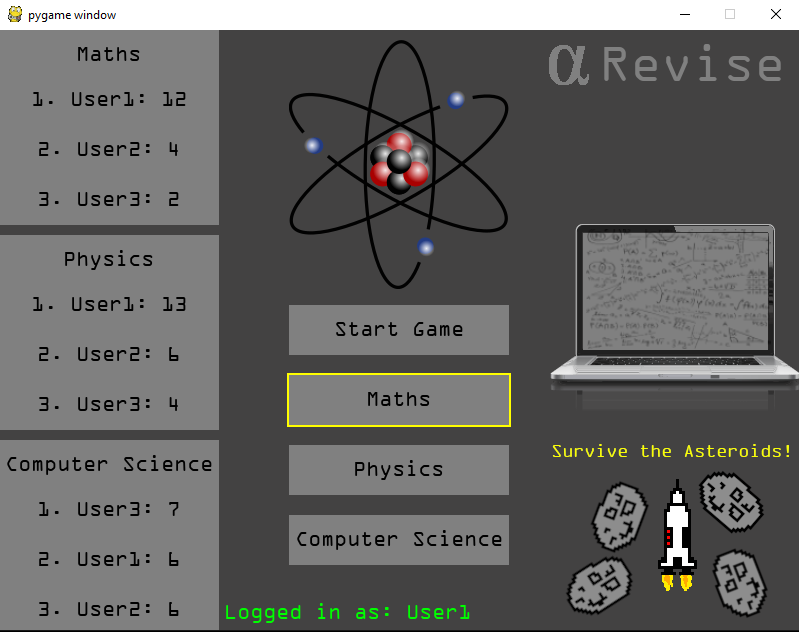 pygame window
Maths
1. User1: 12
2. User2: 4
3. User3: 2
Physics
1. User1: 13
2. User2: 6
3. User3: 4
Computer Science
1. User3: 7
2. User1: 6
3. User2: 6
Start Game
Maths
Physics
Computer Science
Logged in as: User1
αRevise
Survive the Asteroids!